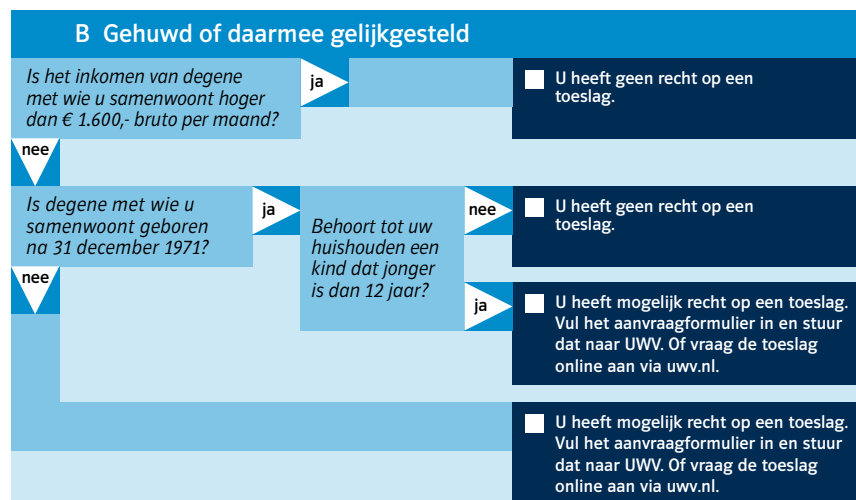 B Gehuwd of daarmee gelijkgesteld
Is het inkomen van degene
met wie u samenwoont hoger
dan € 1.600,- bruto per maand?
ja
U heeft geen recht op een
toeslag.
nee
Is degene met wie u
samenwoont geboren
na 31 december 1971?
ja
Behoort tot uw
huishouden een
kind dat jonger
is dan 12 jaar?
nee
U heeft geen recht op een
toeslag.
nee
ja
U heeft mogelijk recht op een toeslag.
Vul het aanvraagformulier in en stuur
dat naar UWV. Of vraag de toeslag
online aan via uwv.nl.
U heeft mogelijk recht op een toeslag.
Vul het aanvraagformulier in en stuur
dat naar UWV. Of vraag de toeslag
online aan via uwv.nl.